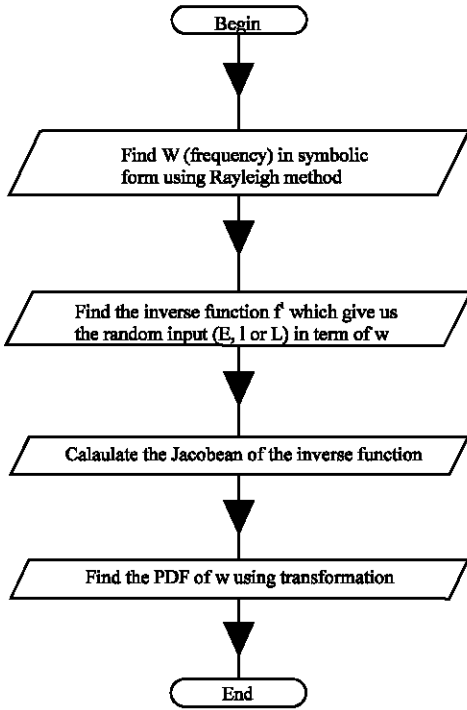 Begin
Find W (frequency) in symbolic
form using Rayleigh method
Find the inverse function f¹ which give us
the random input (E, l or L) in term of w
Calaulate the Jacobean of the inverse function
Find the PDF of w using transformation
End